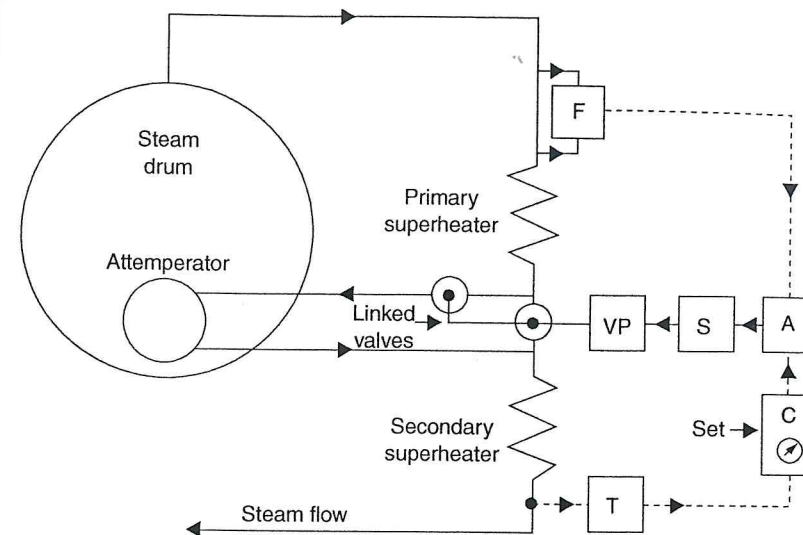 Steam
drum
F
Primary
superheater
Attemperator
Linked
valves
VP
S
A
C
Set
Secondary
superheater
T
Steam flow